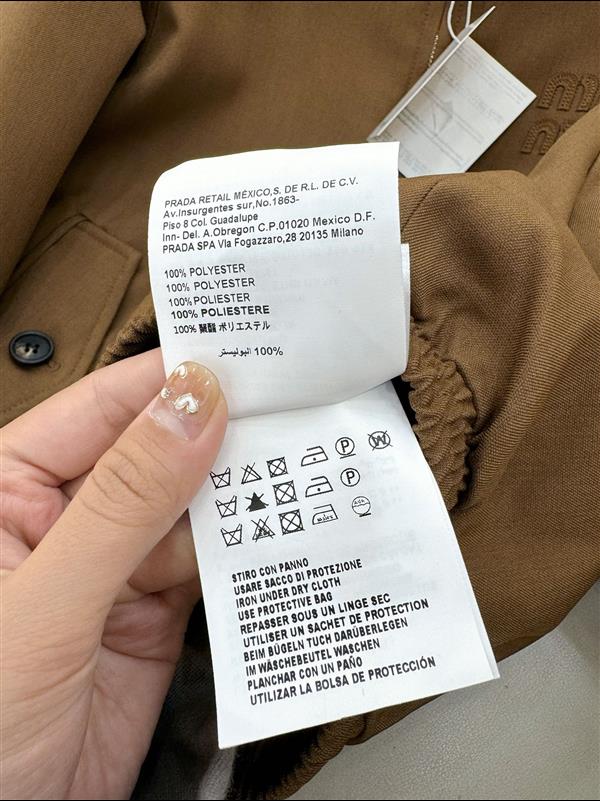 PRADA RETAIL MÉXICO,S. DE R.L. DE C.V.
Av.Insurgentes sur,No.1863-
Piso 8 Col. Guadalupe
Inn- Del. A.Obregon C.P.01020 Mexico D.F.
PRADA SPA Vla Fogazzaro,28 20135 Milano
100% POLYESTER
100% POLYESTER
100%POLIESTER
100% POLIESTERE
100% 聚酯 ポリエステル
100% البوليستر
P
W
P
STIRO CON PANNO
USARE SACCO DI PROTEZIONE
IRON UNDER DRY CLOTH
USE PROTECTIVE BAG
REPASSER SOUS UN LINGE SEC
UTILISER UN SACHET DE PROTECTION
BEIM BÜGELN TUCH DARÜBERLEGEN
IM WÄSCHEBEUTEL WASCHEN
PLANCHAR CON UN PAÑO
UTILIZAR LA BOLSA DE PROTECCIÓN